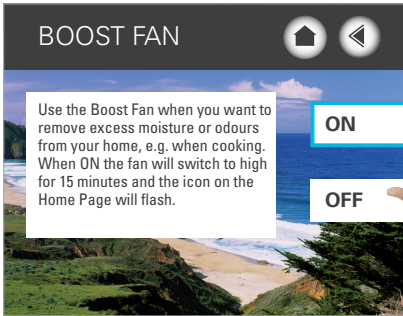 BOOST FAN
Use the Boost Fan when you want to
remove excess moisture or odours
from your home, e.g. when cooking.
When ON the fan will switch to high
for 15 minutes and the icon on the
Home Page will flash.
ON
OFF